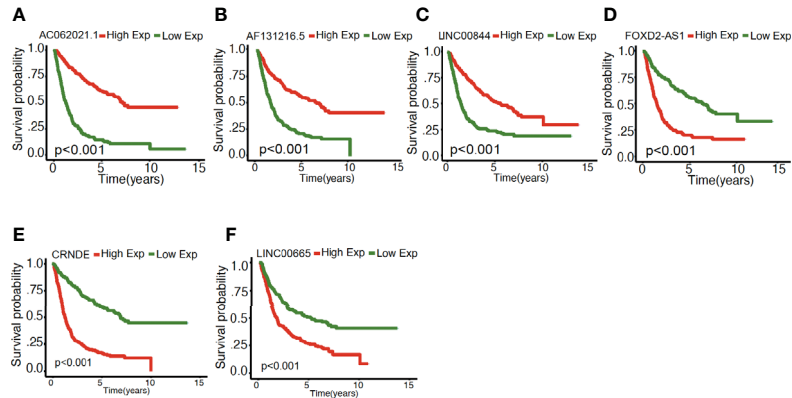 A
AC062021.1 High Exp Low Exp
Survival probability
1.0
.75
0.5
.25
0.0
p<0.001
0 5 10 15
Time(years)
B
AF131216.5 High Exp Low Exp
Survival probability
1.0
.75
0.5
.25
0.0
p<0.001
0 5 10 15
Time(years)
C
LINC00844 High Exp Low Exp
Survival probability
1.0
.75
0.5
.25
0.0
p<0.001
0 5 10 15
Time(years)
D
FOXD2-AS1 High Exp Low Exp
Survival probability
1.0
.75
0.5
.25
0.0
p<0.001
0 5 10 15
Time(years)
E
CRNDE High Exp Low Exp
Survival probability
1.0
.75
0.5
.25
0.0
p<0.001
0 5 10 15
Time(years)
F
LINC00665 High Exp Low Exp
Survival probability
1.0
.75
0.5
.25
0.0
p<0.001
0 5 10 15
Time(years)